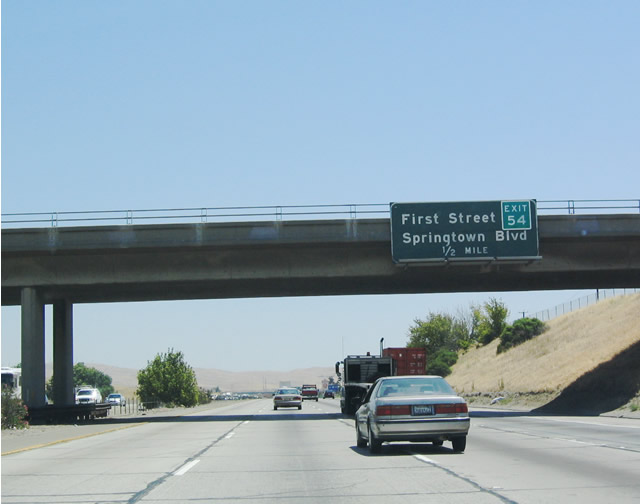 First Street
EXIT
54
Springtown Blvd
1/2 MILE